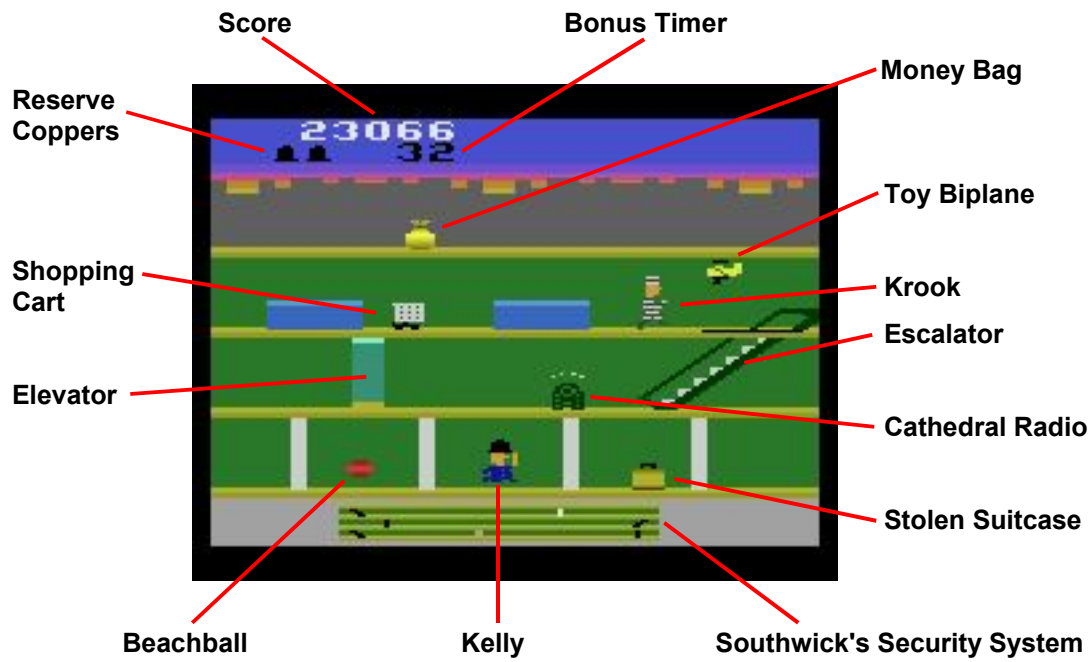 Score
Bonus Timer
Money Bag
Reserve
Coppers
23066
32
Toy Biplane
Shopping
Cart
Krook
Escalator
Elevator
Cathedral Radio
Stolen Suitcase
Beachball
Kelly
Southwick's Security System